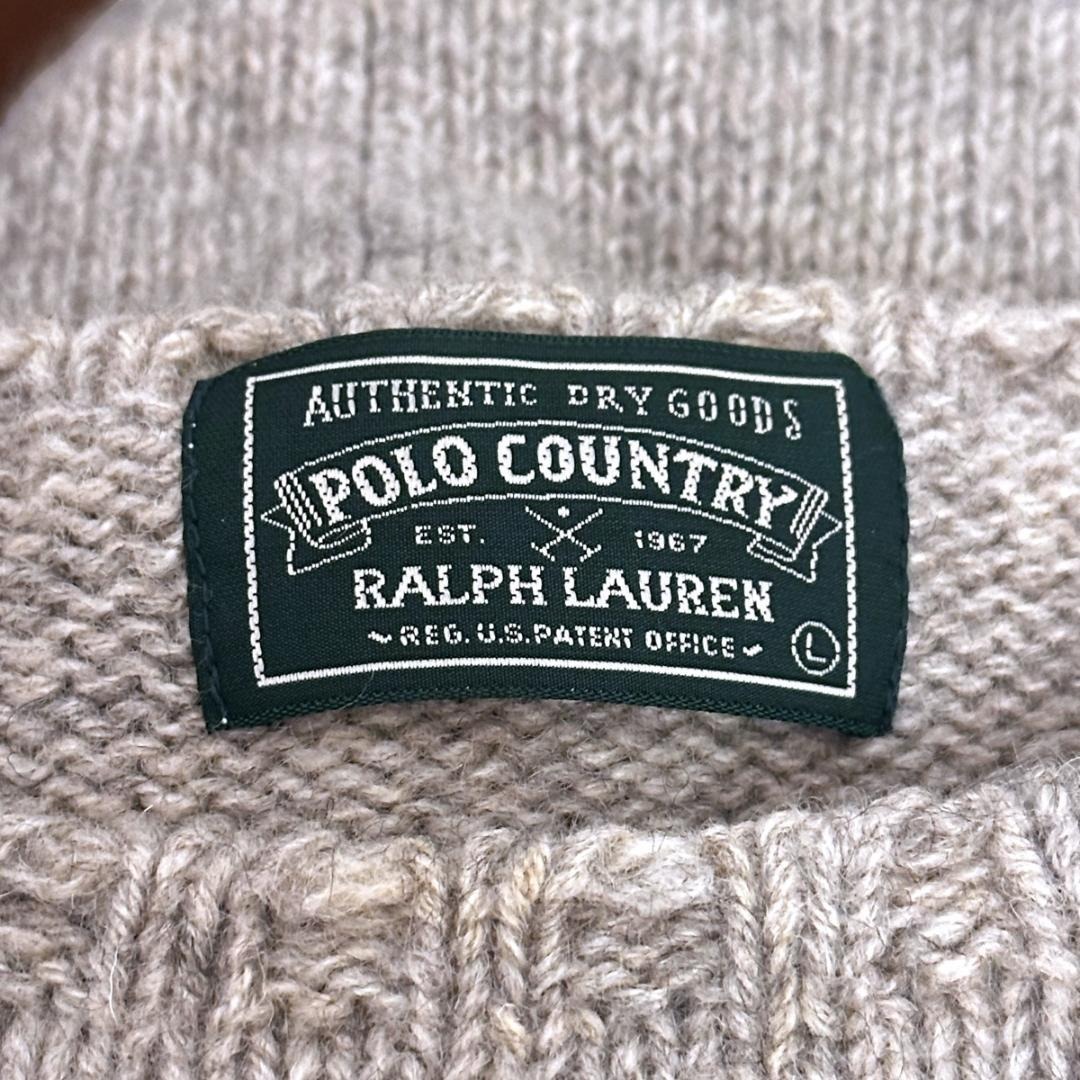 AUTHENTIC DRY GOODS
POLO COUNTRY
EST. 1967
RALPH LAUREN
REG. U.S. PATENT OFFICE
L